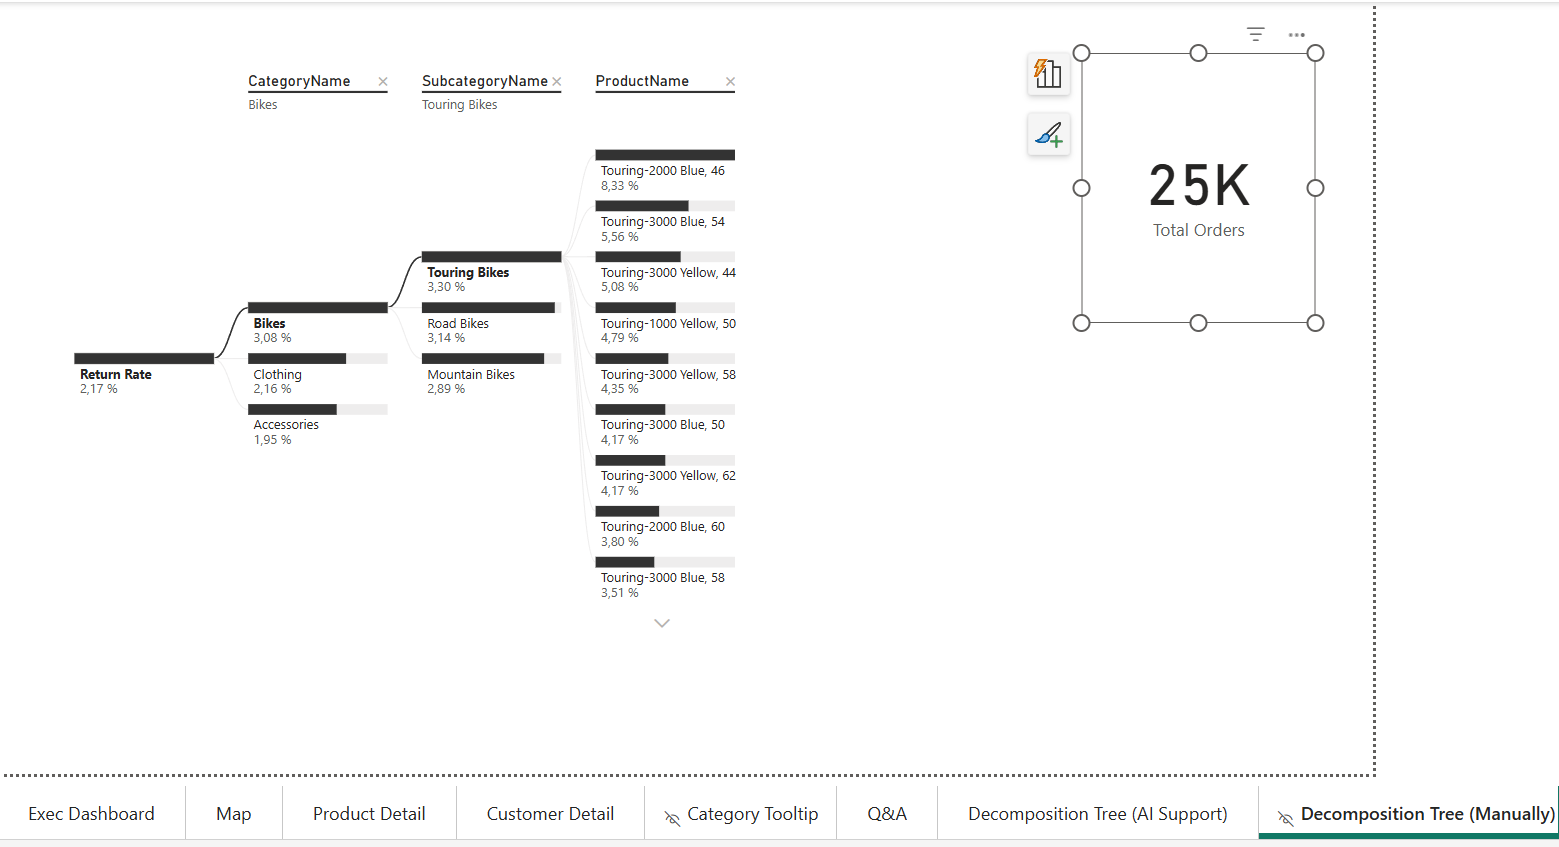 CategoryName
Bikes
SubcategoryName
Touring Bikes
ProductName
Return Rate
2,17 %
Bikes
3,08 %
Clothing
2,16 %
Accessories
1,95 %
Touring Bikes
3,30 %
Road Bikes
3,14 %
Mountain Bikes
2,89 %
Touring-2000 Blue, 46
8,33 %
Touring-3000 Blue, 54
5,56 %
Touring-3000 Yellow, 44
5,08 %
Touring-1000 Yellow, 50
4,79 %
Touring-3000 Yellow, 58
4,35 %
Touring-3000 Blue, 50
4,17 %
Touring-3000 Yellow, 62
4,17 %
Touring-2000 Blue, 60
3,80 %
Touring-3000 Blue, 58
3,51 %
25K
Total Orders
Exec Dashboard
Map
Product Detail
Customer Detail
Category Tooltip
Q&A
Decomposition Tree (AI Support)
Decomposition Tree (Manually)